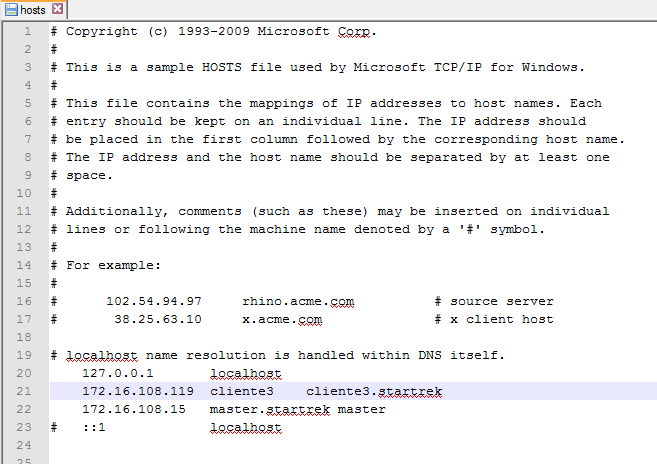 hosts
1 # Copyright (c) 1993-2009 Microsoft Corp.
2 #
3 # This is a sample HOSTS file used by Microsoft TCP/IP for Windows.
4 #
5 # This file contains the mappings of IP addresses to host names. Each
6 # entry should be kept on an individual line. The IP address should
7 # be placed in the first column followed by the corresponding host name.
8 # The IP address and the host name should be separated by at least one
9 # space.
10 #
11 # Additionally, comments (such as these) may be inserted on individual
12 # lines or following the machine name denoted by a '#' symbol.
13 #
14 # For example:
15 #
16 #      102.54.94.97     rhino.acme.com          # source server
17 #       38.25.63.10     x.acme.com              # x client host
18
19 # localhost name resolution is handled within DNS itself.
20     127.0.0.1       localhost
21     172.16.108.119  cliente3    cliente3.startrek
22     172.16.108.15   master.startrek master
23 #   ::1             localhost
24
25